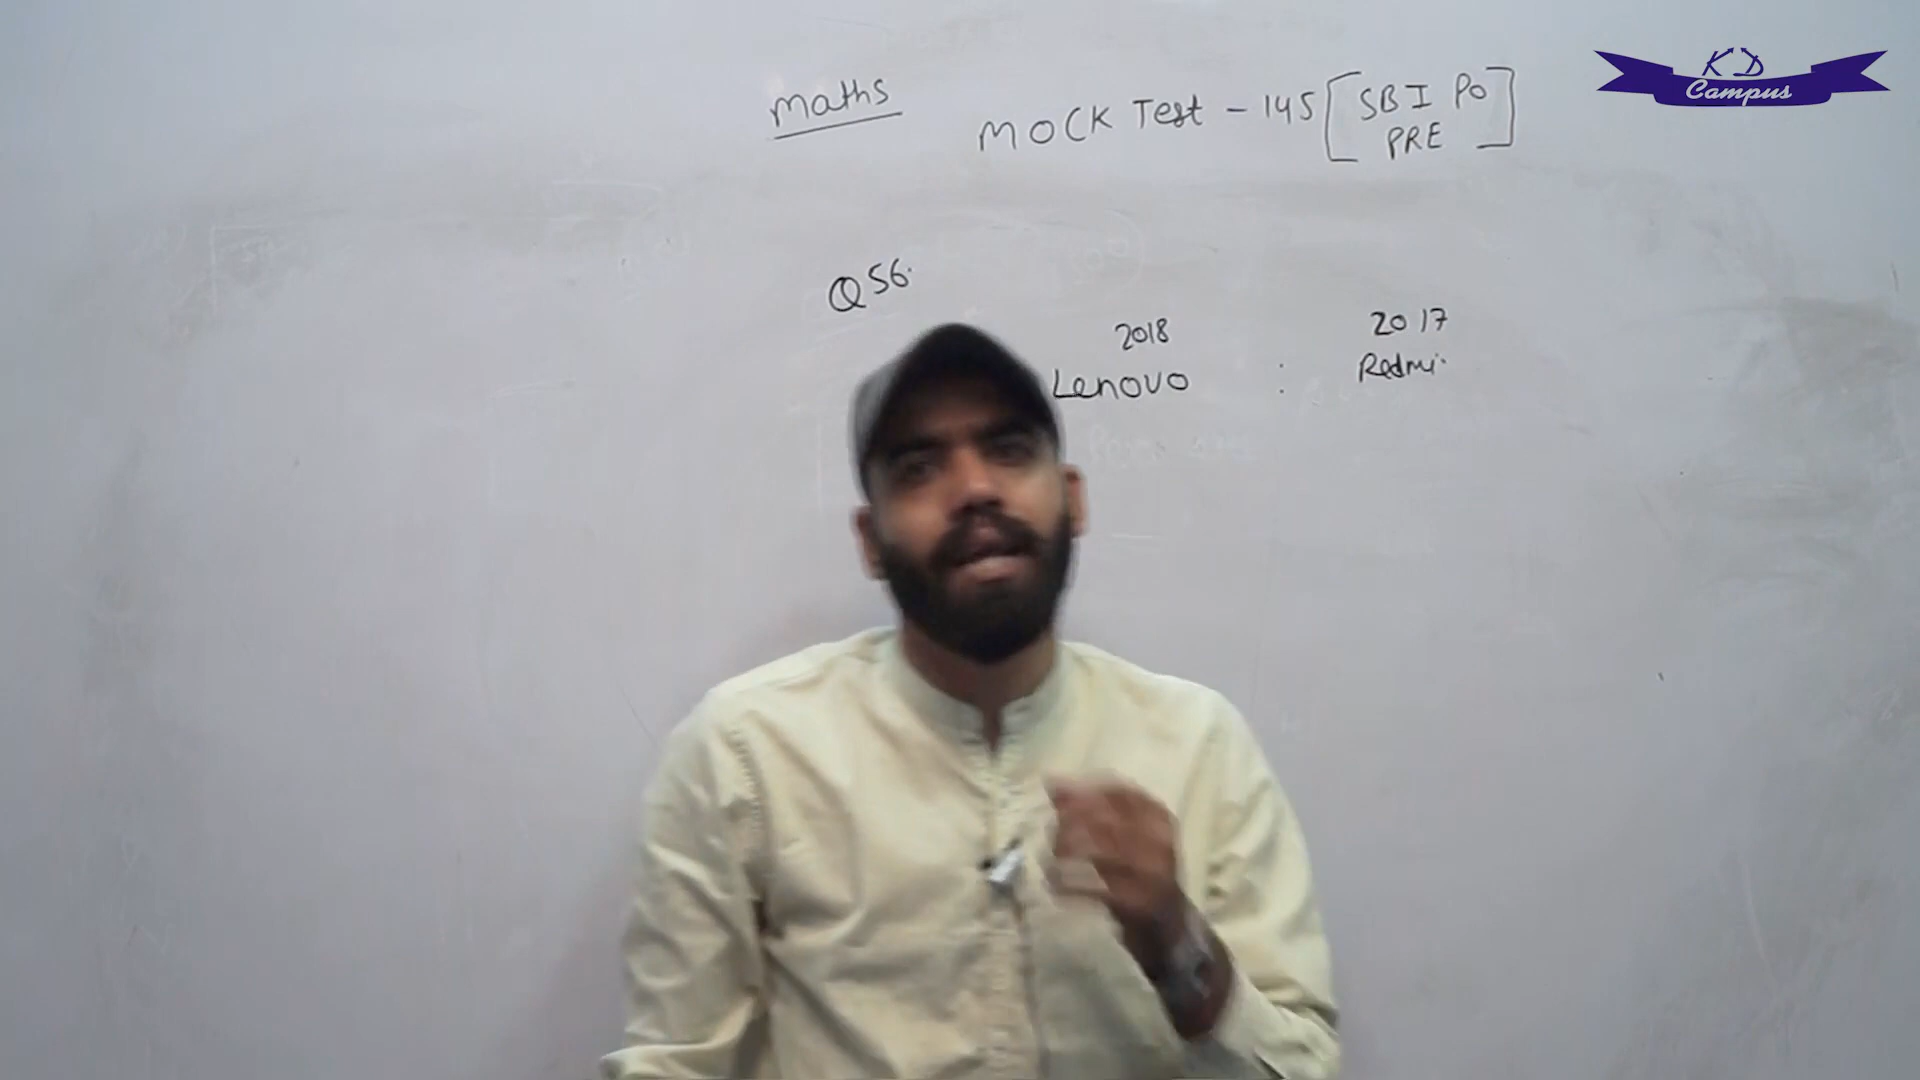 KD
Campus
maths
MOCK Test - 145 [SBI PO
PRE]
Q56.
2018 2017
Lenovo : Redmi